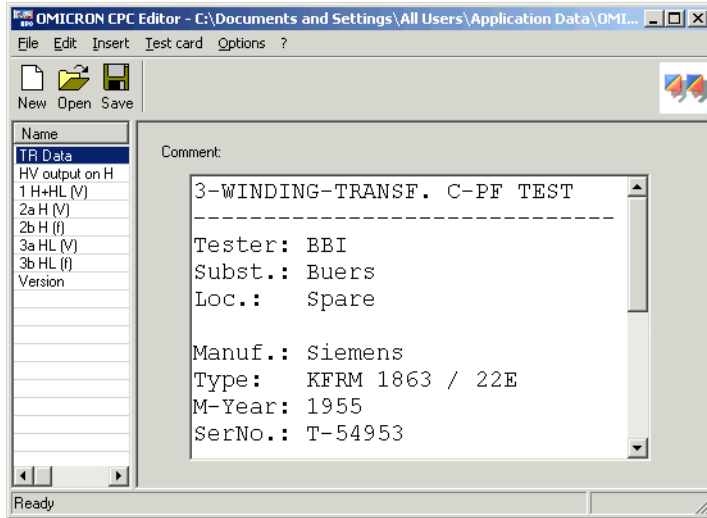 OMICRON CPC Editor - C:\Documents and Settings\All Users\Application Data\OMI...
File Edit Insert Test card Options ?
New Open Save
Name
TR Data
HV output on H
1 H+HL (V)
2a H (V)
2b H (f)
3a HL (V)
3b HL (f)
Version
Comment:
3-WINDING-TRANSF. C-PF TEST
-------------------------------
Tester: BBI
Subst.: Buers
Loc.: Spare
Manuf.: Siemens
Type: KFRM 1863 / 22E
M-Year: 1955
SerNo.: T-54953
Ready